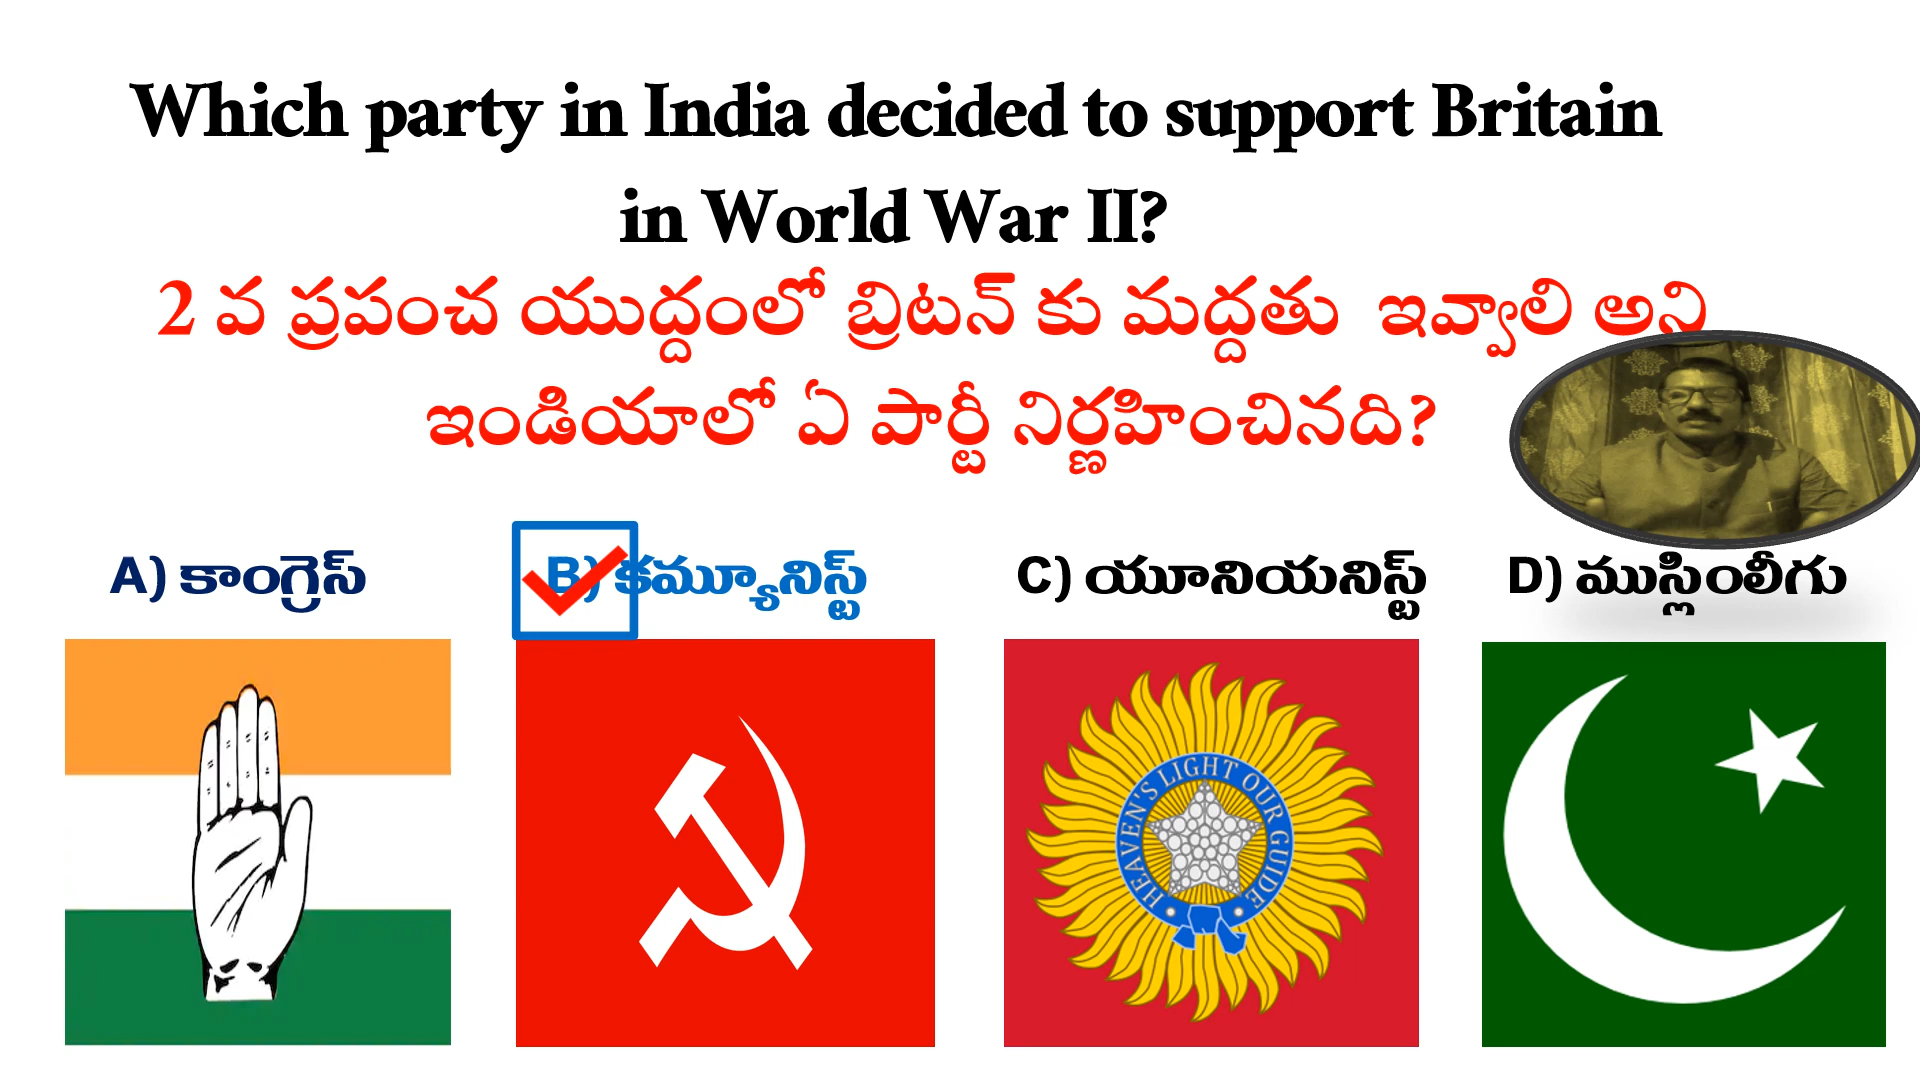 Which party in India decided to support Britain
in World War II?
2 వ ప్రపంచ యుద్దంలో బ్రిటన్ కు మద్దతు ఇవ్వాలి అని
ఇండియాలో ఏ పార్టీ నిర్ణహించినది?
A) కాంగ్రెస్
B) కమ్యూనిస్ట్
C) యూనియనిస్ట్
D) ముస్లింలీగు
HEAVEN'S LIGHT OUR GUIDE